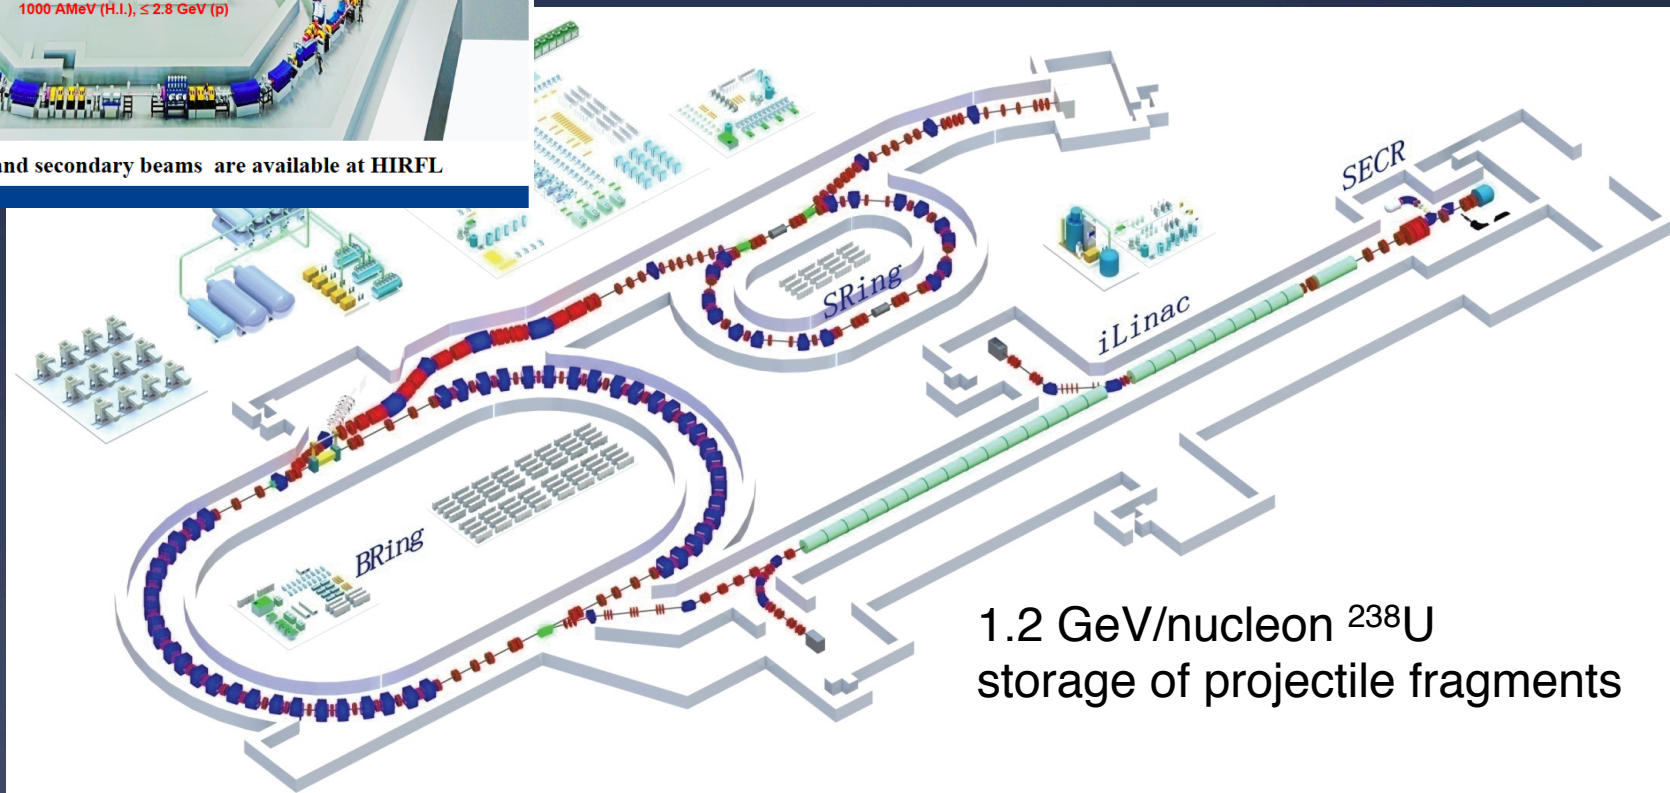 1000 AMeV (H.I.), ≤ 2.8 GeV (p)
and secondary beams are available at HIRFL
SECR
SRing
iLinac
BRing
1.2 GeV/nucleon ²³⁸U
storage of projectile fragments